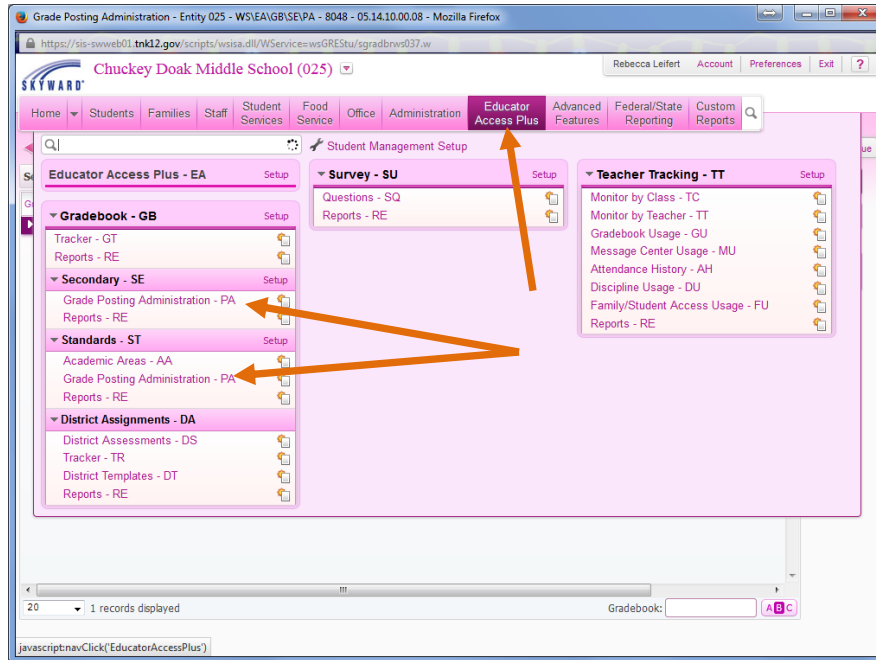 Grade Posting Administration - Entity 025 - WS\EA\GB\SE\PA - 8048 - 05.14.10.00.08 - Mozilla Firefox
https://sis-swweb01.tnk12.gov/scripts/wsisa.dll/WService=wsGREStu/sgradbrws037.w
SKYWARD®
Chuckey Doak Middle School (025)
Rebecca Leifert Account Preferences Exit ?
Home Students Families Staff Student Services Food Service Office Administration Educator Access Plus Advanced Features Federal/State Reporting Custom Reports
Student Management Setup
Educator Access Plus - EA Setup
Gradebook - GB Setup
Tracker - GT
Reports - RE
Secondary - SE Setup
Grade Posting Administration - PA
Reports - RE
Standards - ST Setup
Academic Areas - AA
Grade Posting Administration - PA
Reports - RE
District Assignments - DA
District Assessments - DS
Tracker - TR
District Templates - DT
Reports - RE
Survey - SU Setup
Questions - SQ
Reports - RE
Teacher Tracking - TT Setup
Monitor by Class - TC
Monitor by Teacher - TT
Gradebook Usage - GU
Message Center Usage - MU
Attendance History - AH
Discipline Usage - DU
Family/Student Access Usage - FU
Reports - RE
20 1 records displayed
Gradebook: ABC
javascript:navClick('EducatorAccessPlus')